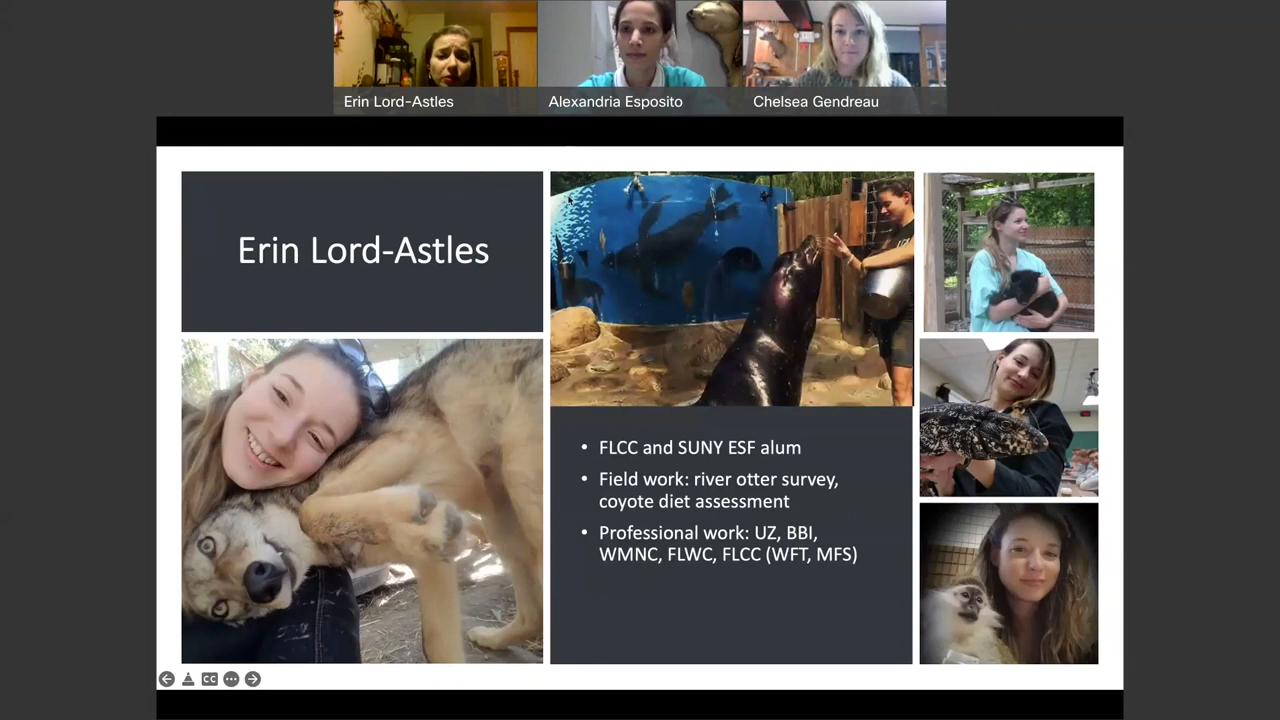 Erin Lord-Astles
Alexandria Esposito
Chelsea Gendreau
Erin Lord-Astles
• FLCC and SUNY ESF alum
• Field work: river otter survey,
coyote diet assessment
• Professional work: UZ, BBI,
WMNC, FLWC, FLCC (WFT, MFS)
CC